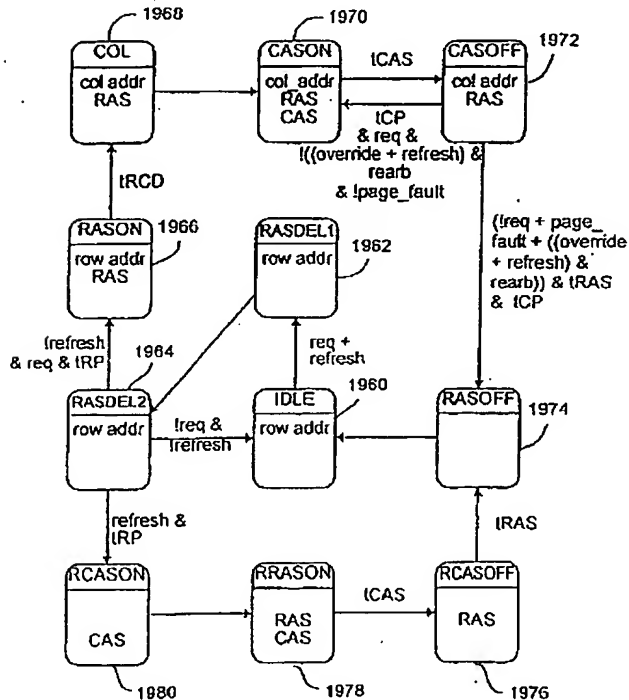 1968
COL
col addr
RAS
1970
CASON
col_addr
RAS
CAS
tCAS
1972
CASOFF
col addr
RAS
tCP
& req &
!((override + refresh) &
rearb
& !page_fault
tRCD
1966
RASON
row addr
RAS
RASDEL1
row addr
1962
(!req + page_
fault + ((override
+ refresh) &
rearb)) & tRAS
& tCP
!refresh
& req & tRP
1964
req +
refresh
RASDEL2
row addr
!req &
!refresh
1960
IDLE
row addr
RASOFF
1974
refresh &
tRP
tRAS
RCASON
CAS
1980
RRASON
RAS
CAS
1978
tCAS
RCASOFF
RAS
1976